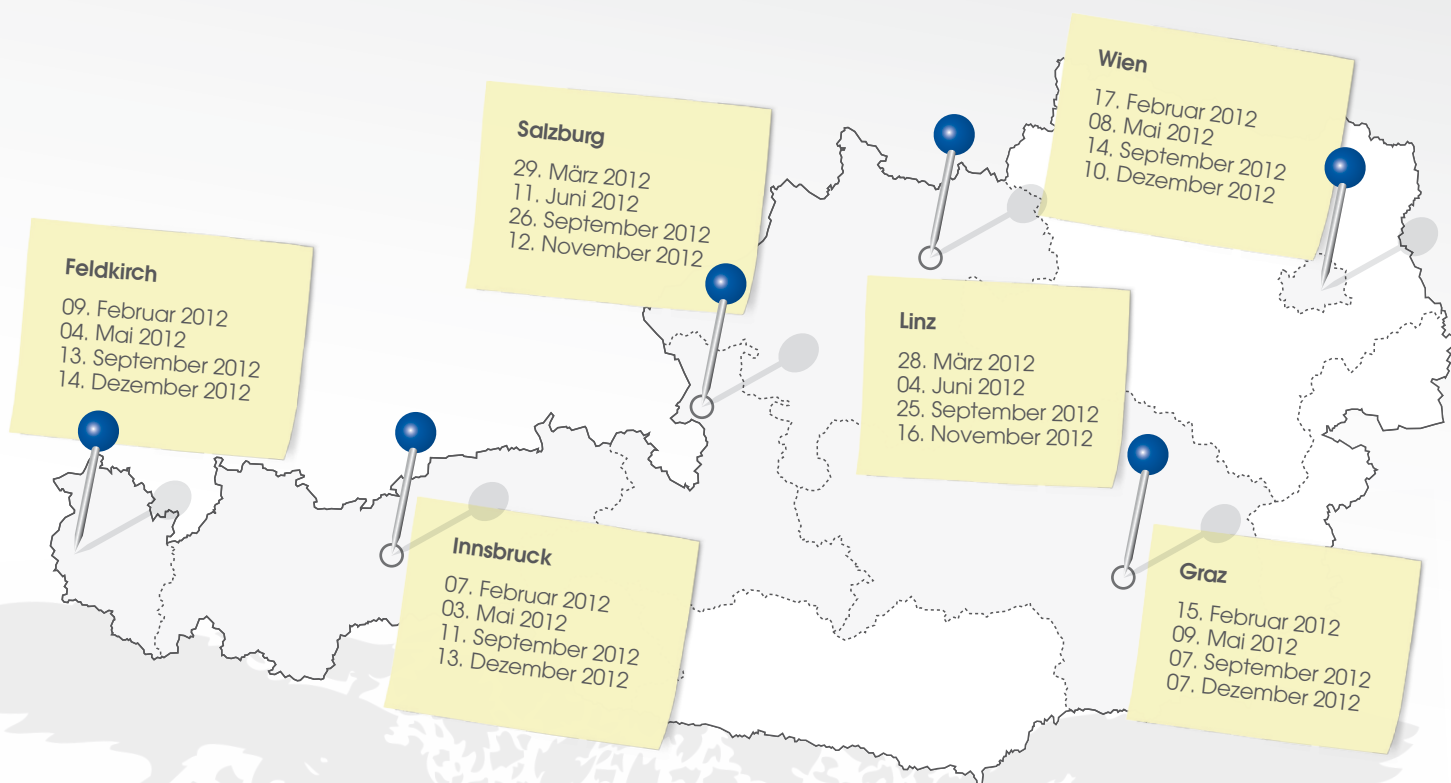 Wien
17. Februar 2012
08. Mai 2012
14. September 2012
10. Dezember 2012
Salzburg
29. März 2012
11. Juni 2012
26. September 2012
12. November 2012
Feldkirch
09. Februar 2012
04. Mai 2012
13. September 2012
14. Dezember 2012
Linz
28. März 2012
04. Juni 2012
25. September 2012
16. November 2012
Innsbruck
07. Februar 2012
03. Mai 2012
11. September 2012
13. Dezember 2012
Graz
15. Februar 2012
09. Mai 2012
07. September 2012
07. Dezember 2012